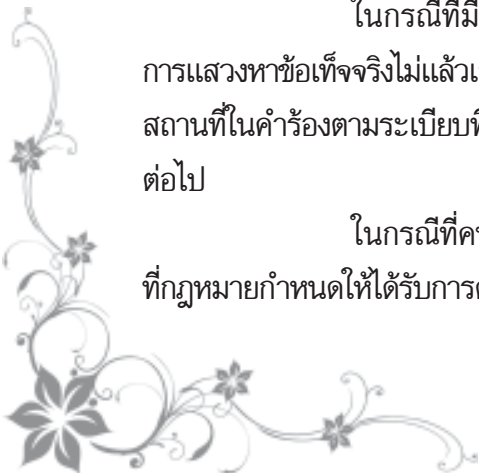 ในกรณีที่มี
การแสวงหาข้อเท็จจริงไม่แล้วเ
สถานที่ในคำร้องตามระเบียบที่
ต่อไป
ในกรณีที่ค
ที่กฎหมายกำหนดให้ได้รับการค